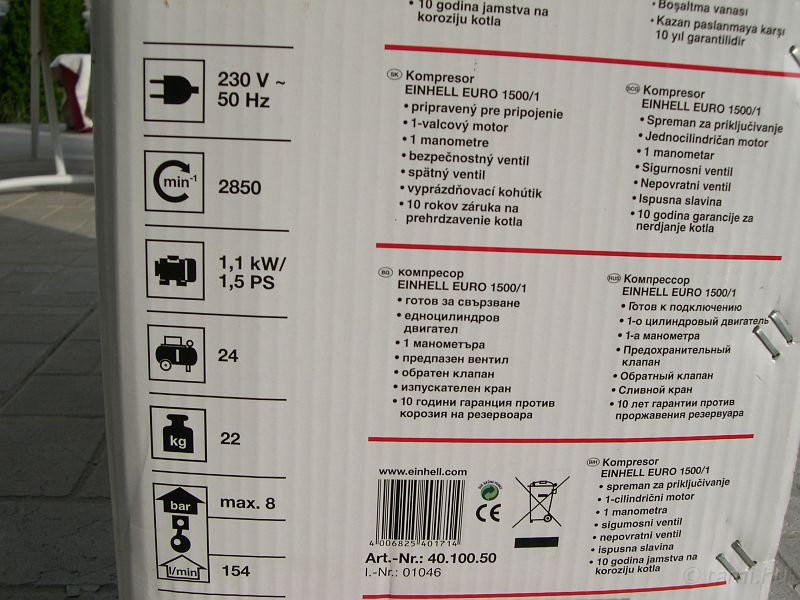 • 10 godina jamstva na
koroziju kotla
• Boşaltma vanası
• Kazan paslanmaya karşı
10 yıl garantilidir
230 V ~
50 Hz
min-1
2850
1,1 kW/
1,5 PS
24
kg
22
bar
max. 8
l/min
154
SK Kompresor
EINHELL EURO 1500/1
• pripravený pre pripojenie
• 1-valcový motor
• 1 manometre
• bezpečnostný ventil
• spätný ventil
• vyprázdňovací kohútik
• 10 rokov záruka na
prehrdzavenie kotla
SCG Kompresor
EINHELL EURO 1500/1
• Spreman za priključivanje
• Jednocilindričan motor
• 1 manometar
• Sigurnosni ventil
• Nepovratni ventil
• Ispusna slavina
• 10 godina garancije za
nerdjanje kotla
BG компресор
EINHELL EURO 1500/1
• готов за свързване
• едноцилиндров
двигател
• 1 манометъра
• предпазен вентил
• обратен клапан
• изпускателен кран
• 10 години гаранция против
корозия на резервоара
RUS Компрессор
EINHELL EURO 1500/1
• Готов к подключению
• 1-о цилиндровый двигатель
• 1-а манометра
• Предохранительный
клапан
• Обратный клапан
• Сливной кран
• 10 лет гарантии против
проржавения резервуара
www.einhell.com
4 006825 401714
CE
Art.-Nr.: 40.100.50
I.-Nr.: 01046
BIH Kompresor
EINHELL EURO 1500/1
• spreman za priključivanje
• 1-cilindrični motor
• 1 manometra
• sigurnosni ventil
• nepovratni ventil
• ispusna slavina
• 10 godina jamstva na
koroziju kotla